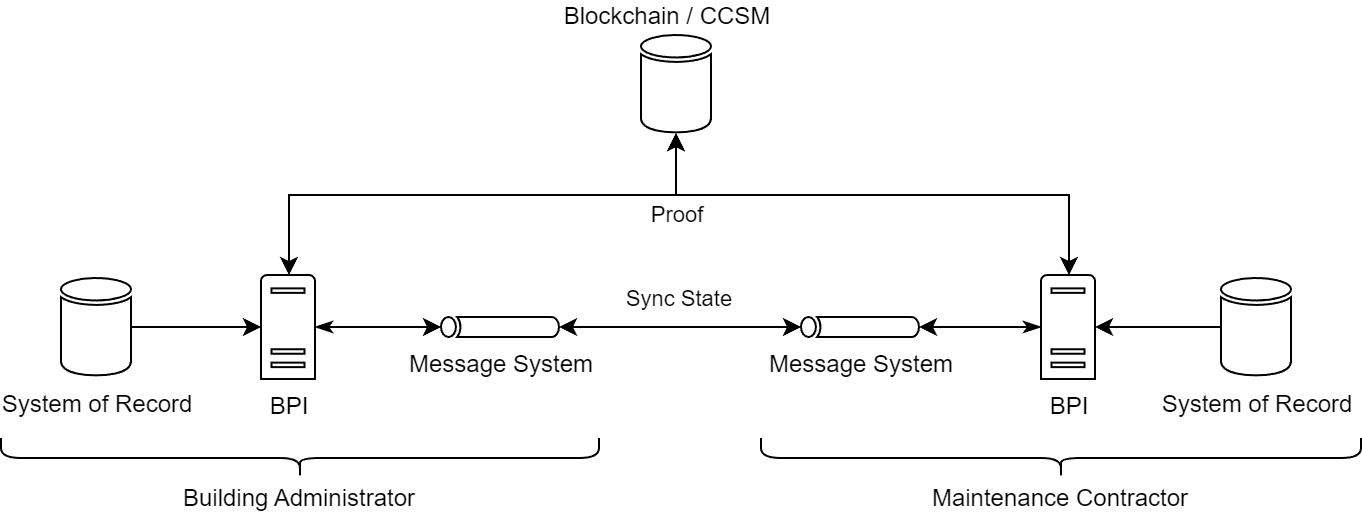 Blockchain / CCSM
Proof
Sync State
Message System
Message System
System of Record
BPI
BPI
System of Record
Building Administrator
Maintenance Contractor